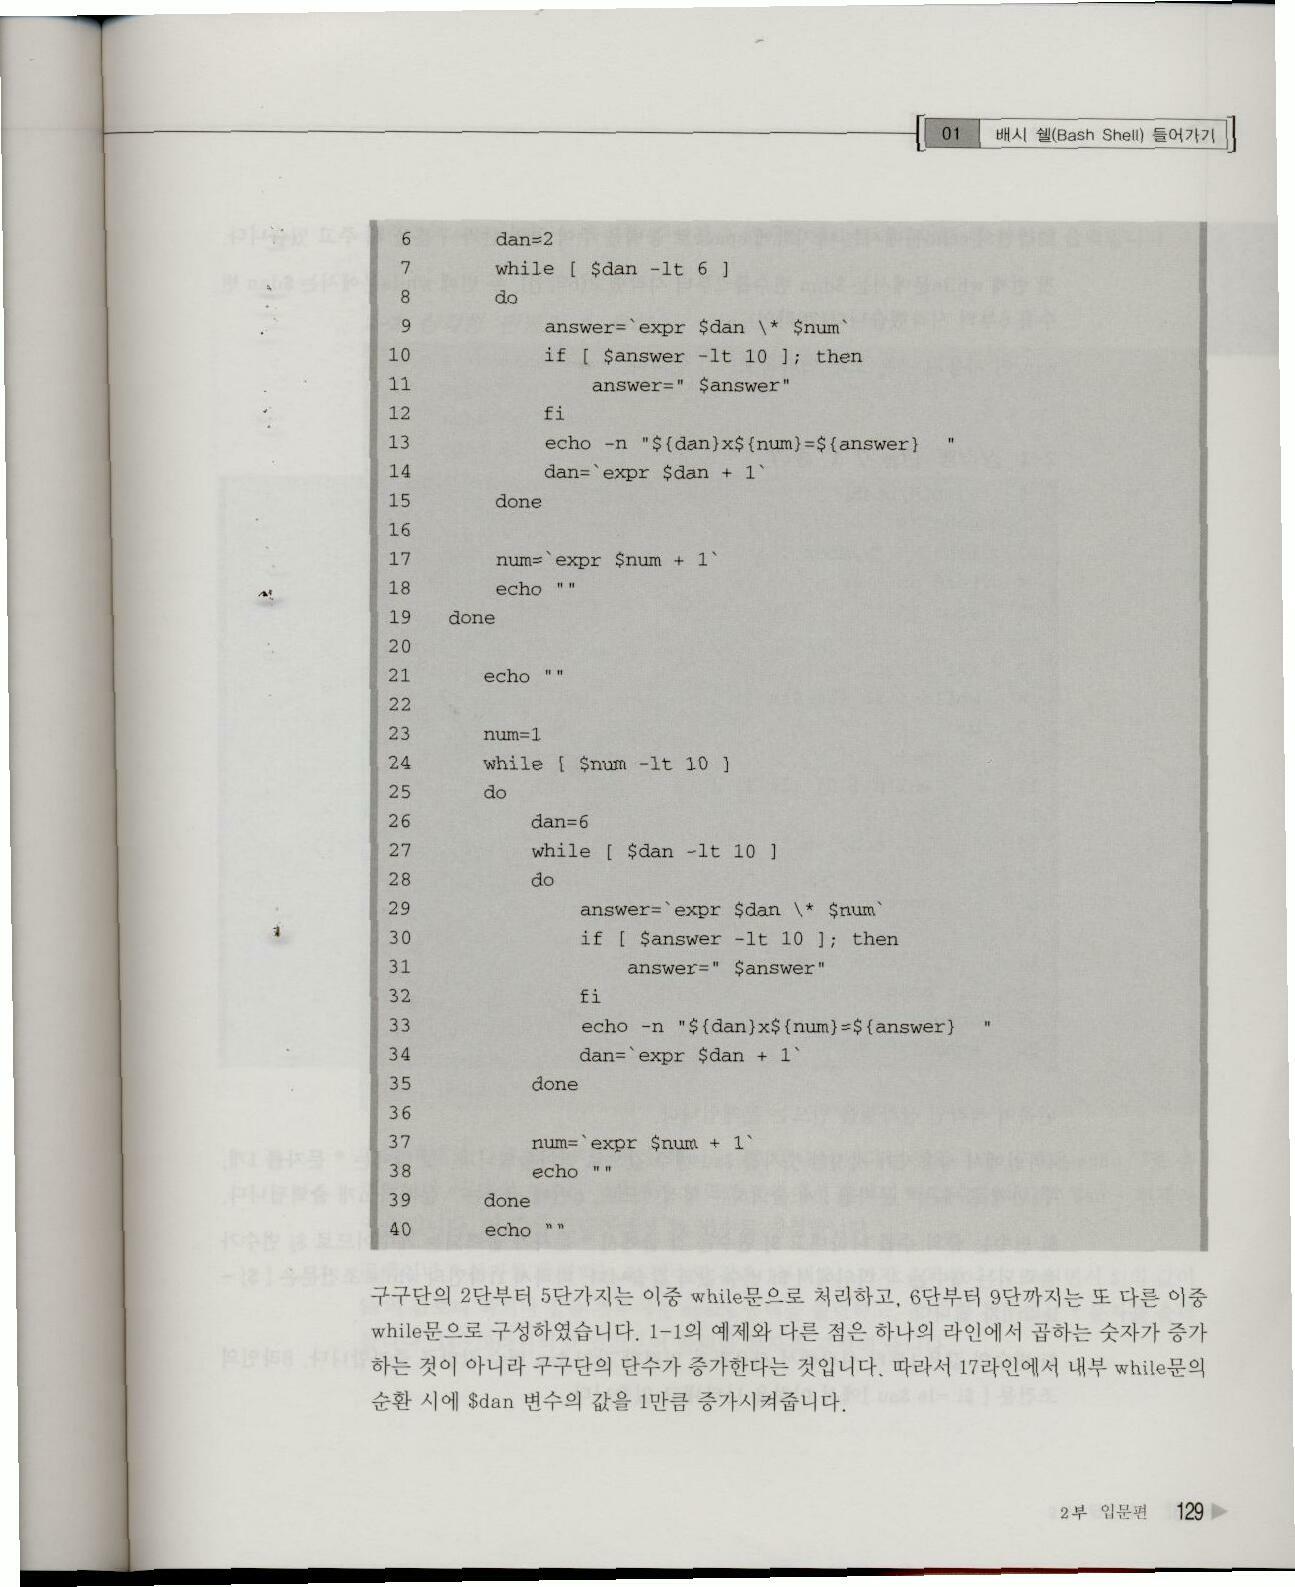 01 배시 쉘(Bash Shell) 들어가기
6 dan=2
7 while [ $dan -lt 6 ]
8 do
9 answer=`expr $dan \* $num`
10 if [ $answer -lt 10 ]; then
11 answer=" $answer"
12 fi
13 echo -n "${dan}x${num}=${answer}  "
14 dan=`expr $dan + 1`
15 done
16
17 num=`expr $num + 1`
18 echo ""
19 done
20
21 echo ""
22
23 num=1
24 while [ $num -lt 10 ]
25 do
26 dan=6
27 while [ $dan -lt 10 ]
28 do
29 answer=`expr $dan \* $num`
30 if [ $answer -lt 10 ]; then
31 answer=" $answer"
32 fi
33 echo -n "${dan}x${num}=${answer}  "
34 dan=`expr $dan + 1`
35 done
36
37 num=`expr $num + 1`
38 echo ""
39 done
40 echo ""
구구단의 2단부터 5단가지는 이중 while문으로 처리하고, 6단부터 9단까지는 또 다른 이중
while문으로 구성하였습니다. 1-1의 예제와 다른 점은 하나의 라인에서 곱하는 숫자가 증가
하는 것이 아니라 구구단의 단수가 증가한다는 것입니다. 따라서 17라인에서 내부 while문의
순환 시에 $dan 변수의 값을 1만큼 증가시켜줍니다.
2부 입문편 129